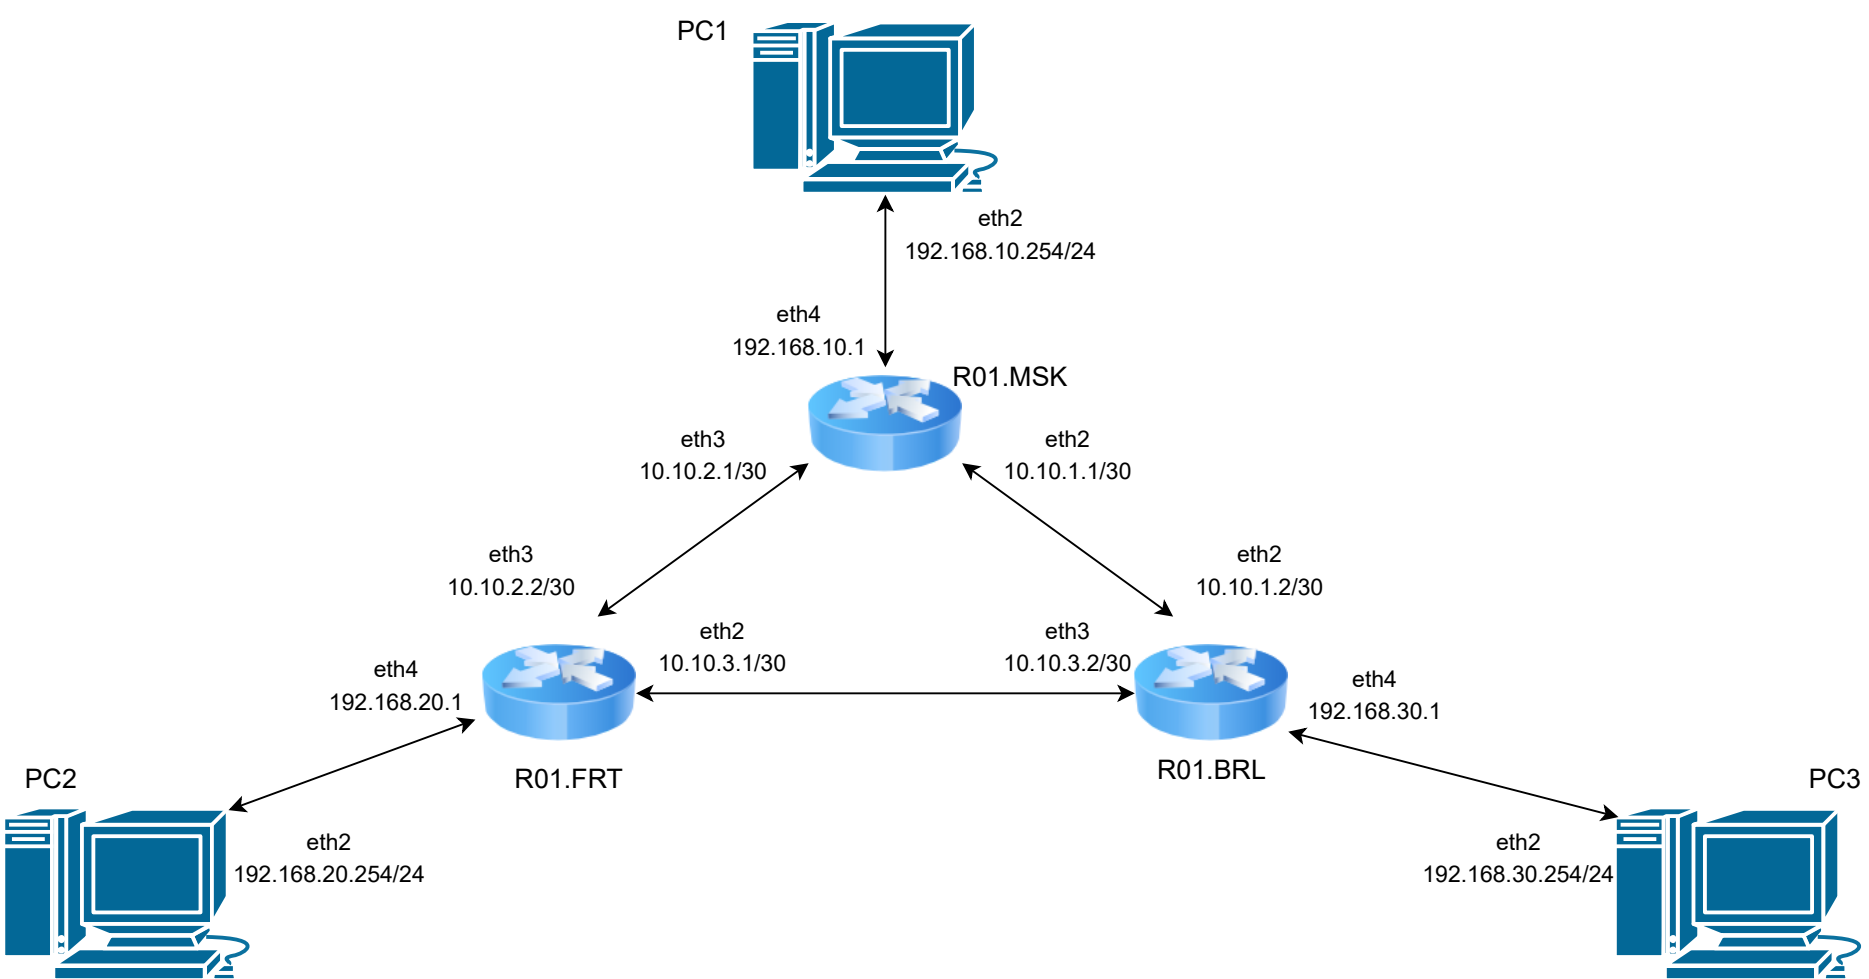 PC1
eth2
192.168.10.254/24
eth4
192.168.10.1
R01.MSK
eth3
10.10.2.1/30
eth2
10.10.1.1/30
eth3
10.10.2.2/30
eth2
10.10.1.2/30
eth2
10.10.3.1/30
eth3
10.10.3.2/30
eth4
192.168.20.1
eth4
192.168.30.1
R01.FRT
R01.BRL
PC2
PC3
eth2
192.168.20.254/24
eth2
192.168.30.254/24